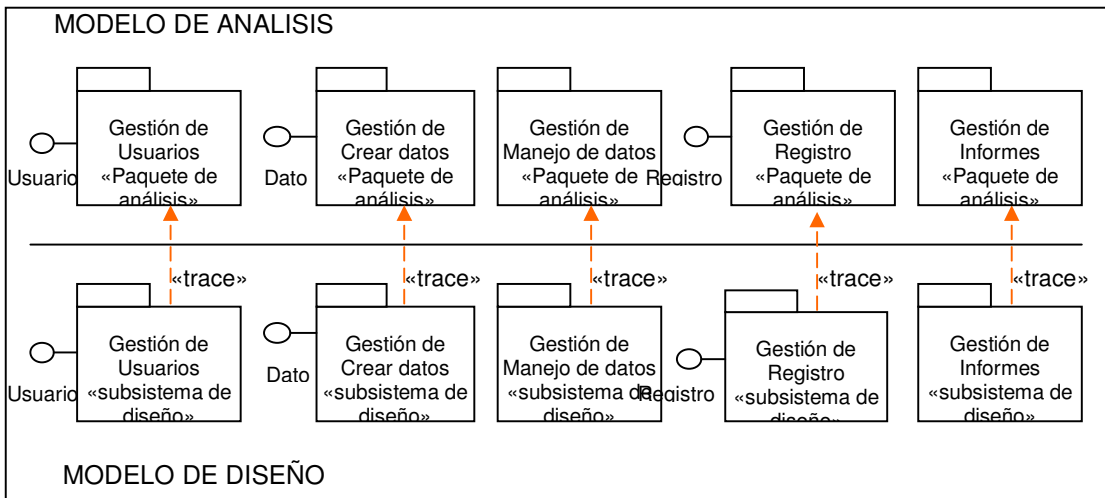 MODELO DE ANALISIS
Gestión de
Usuarios
«Paquete de
análisis»
Usuario
Gestión de
Crear datos
«Paquete de
análisis»
Dato
Gestión de
Manejo de datos
«Paquete de
análisis»
Gestión de
Registro
«Paquete de
análisis»
Registro
Gestión de
Informes
«Paquete de
análisis»
«trace»
«trace»
«trace»
«trace»
«trace»
Gestión de
Usuarios
«subsistema de
diseño»
Usuario
Gestión de
Crear datos
«subsistema de
diseño»
Dato
Gestión de
Manejo de datos
«subsistema de
diseño»
Gestión de
Registro
«subsistema de
diseño»
Registro
Gestión de
Informes
«subsistema de
diseño»
MODELO DE DISEÑO